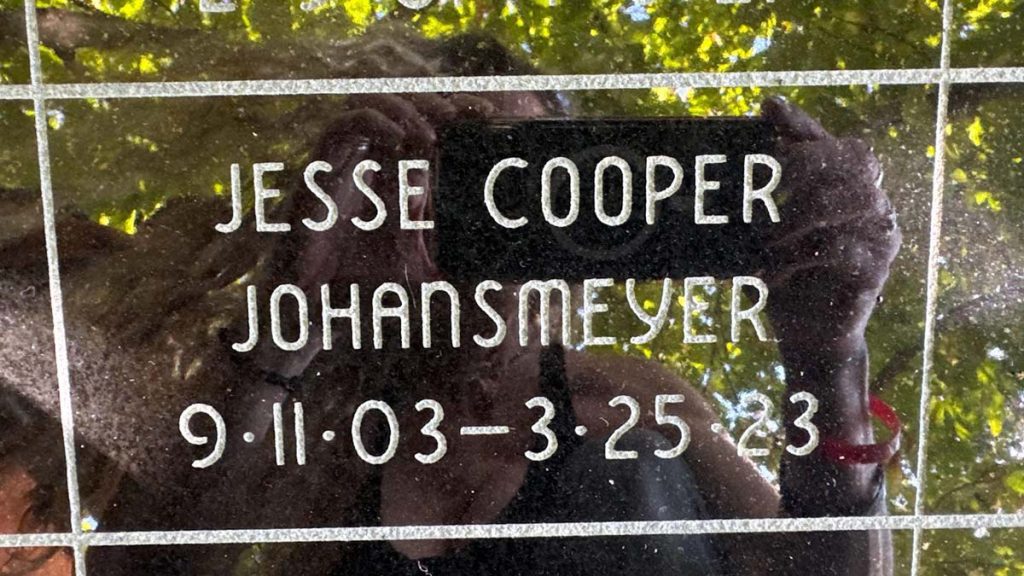 JESSE COOPER
JOHANSMEYER
9·11·03—3·25·23